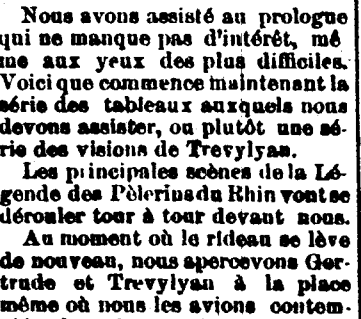 Nous avons assisté au prologue
qui ne manque pas d'intérêt, mê
me aux yeux des plus difficiles.
Voici que commence maintenant la
série des tableaux auxquels nous
devons assister, ou plutôt une sé-
rie des visions de Trevylyan.
Les principales scènes de la Lé-
gende des Pèlerins du Rhin vont se
dérouler tour à tour devant nous.
Au moment où le rideau se lève
de nouveau, nous apercevons Ger-
trude et Trevylyan à la place
même où nous les avions contem-